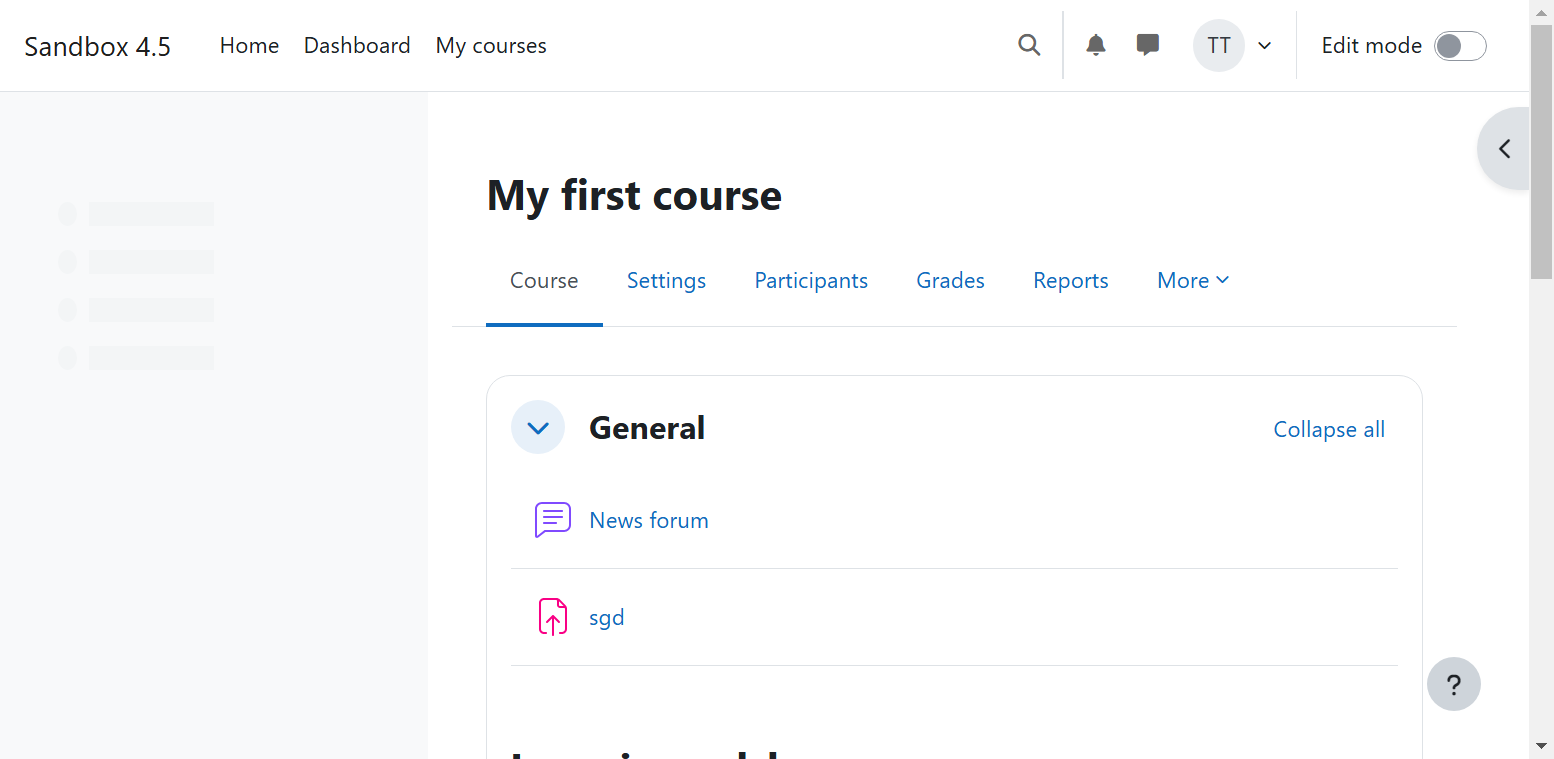 Sandbox 4.5 Home Dashboard My courses TT Edit mode
My first course
Course Settings Participants Grades Reports More
General Collapse all
News forum
sgd
?